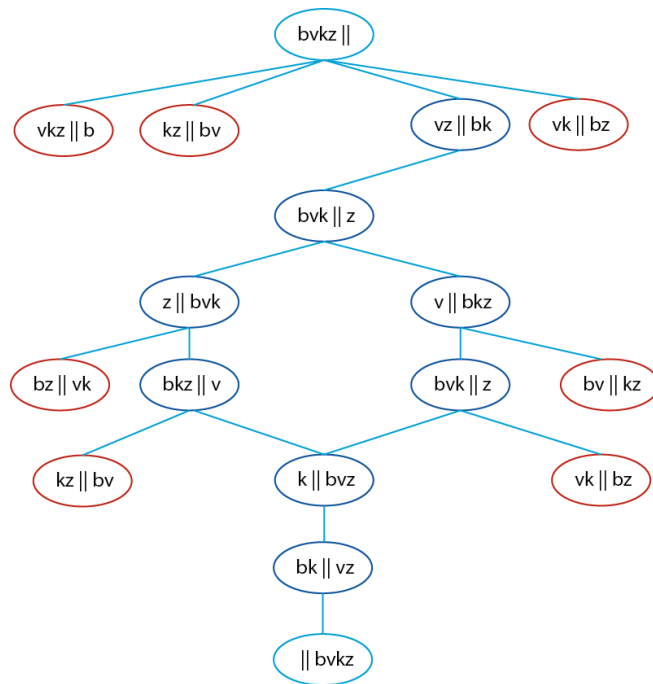 bvkz ||
vkz || b
kz || bv
vz || bk
vk || bz
bvk || z
z || bvk
v || bkz
bz || vk
bkz || v
bvk || z
bv || kz
kz || bv
k || bvz
vk || bz
bk || vz
|| bvkz